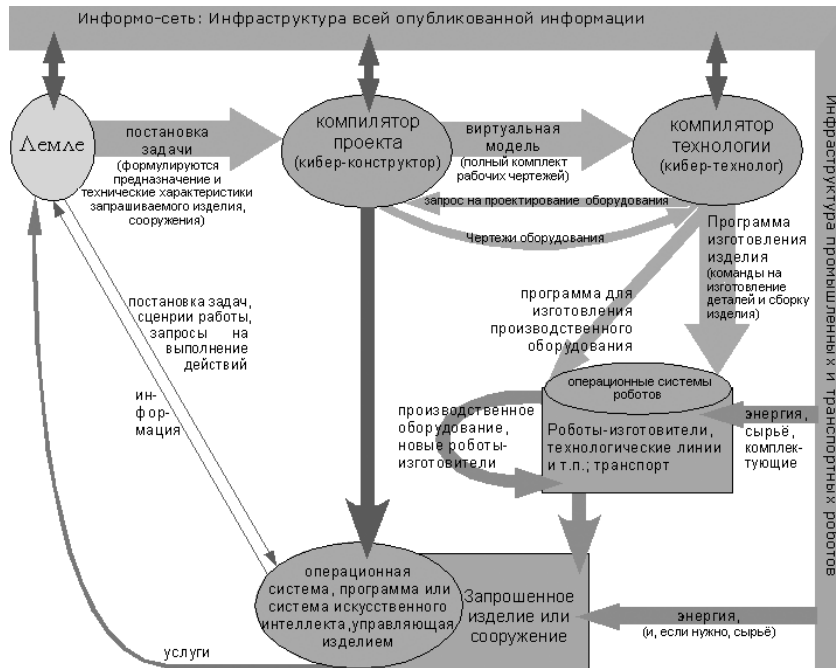 Информо-сеть: Инфраструктура всей опубликованной информации
Лемле
постановка
задачи
(формулируются
предназначение и
технические характеристики
запрашиваемого изделия,
сооружения)
компилятор
проекта
(кибер-конструктор)
виртуальная
модель
(полный комплект
рабочих чертежей)
компилятор
технологии
(кибер-технолог)
запрос на проектирование оборудования
Чертежи оборудования
Программа
изготовления
изделия
(команды на
изготовление
деталей и сборку
изделия)
программа для
изготовления
производственного
оборудования
постановка задач,
сценрии работы,
запросы на
выполнение
действий
ин-
фор-
мация
производственное
оборудование,
новые роботы-
изготовители
операционные системы
роботов
Роботы-изготовители,
технологические линии
и т.п.; транспорт
энергия,
сырьё,
комплек-
тующие
операционная
система, программа или
система искусственного
интеллекта,управляющая
изделием
Запрошенное
изделие или
сооружение
энергия,
(и, если нужно, сырьё)
услуги
Инфраструктура промышленных и транспортных роботов